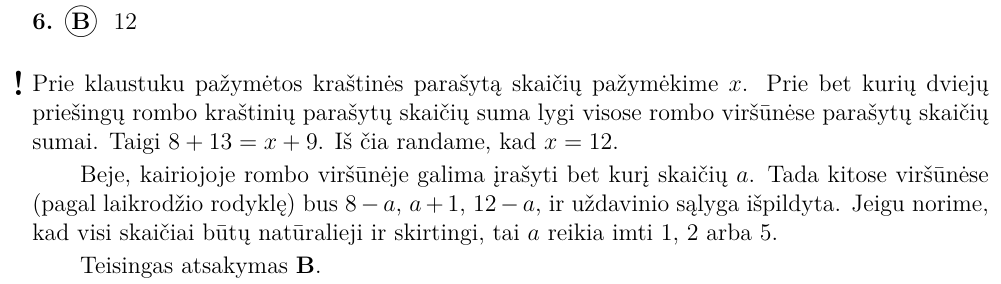 6. B 12
! Prie klaustuku pažymėtos kraštinės parašytą skaičių pažymėkime x. Prie bet kurių dviejų
priešingų rombo kraštinių parašytų skaičių suma lygi visose rombo viršūnėse parašytų skaičių
sumai. Taigi 8 + 13 = x + 9. Iš čia randame, kad x = 12.
Beje, kairiojoje rombo viršūnėje galima įrašyti bet kurį skaičių a. Tada kitose viršūnėse
(pagal laikrodžio rodyklę) bus 8 − a, a + 1, 12 − a, ir uždavinio sąlyga išpildyta. Jeigu norime,
kad visi skaičiai būtų natūralieji ir skirtingi, tai a reikia imti 1, 2 arba 5.
Teisingas atsakymas B.